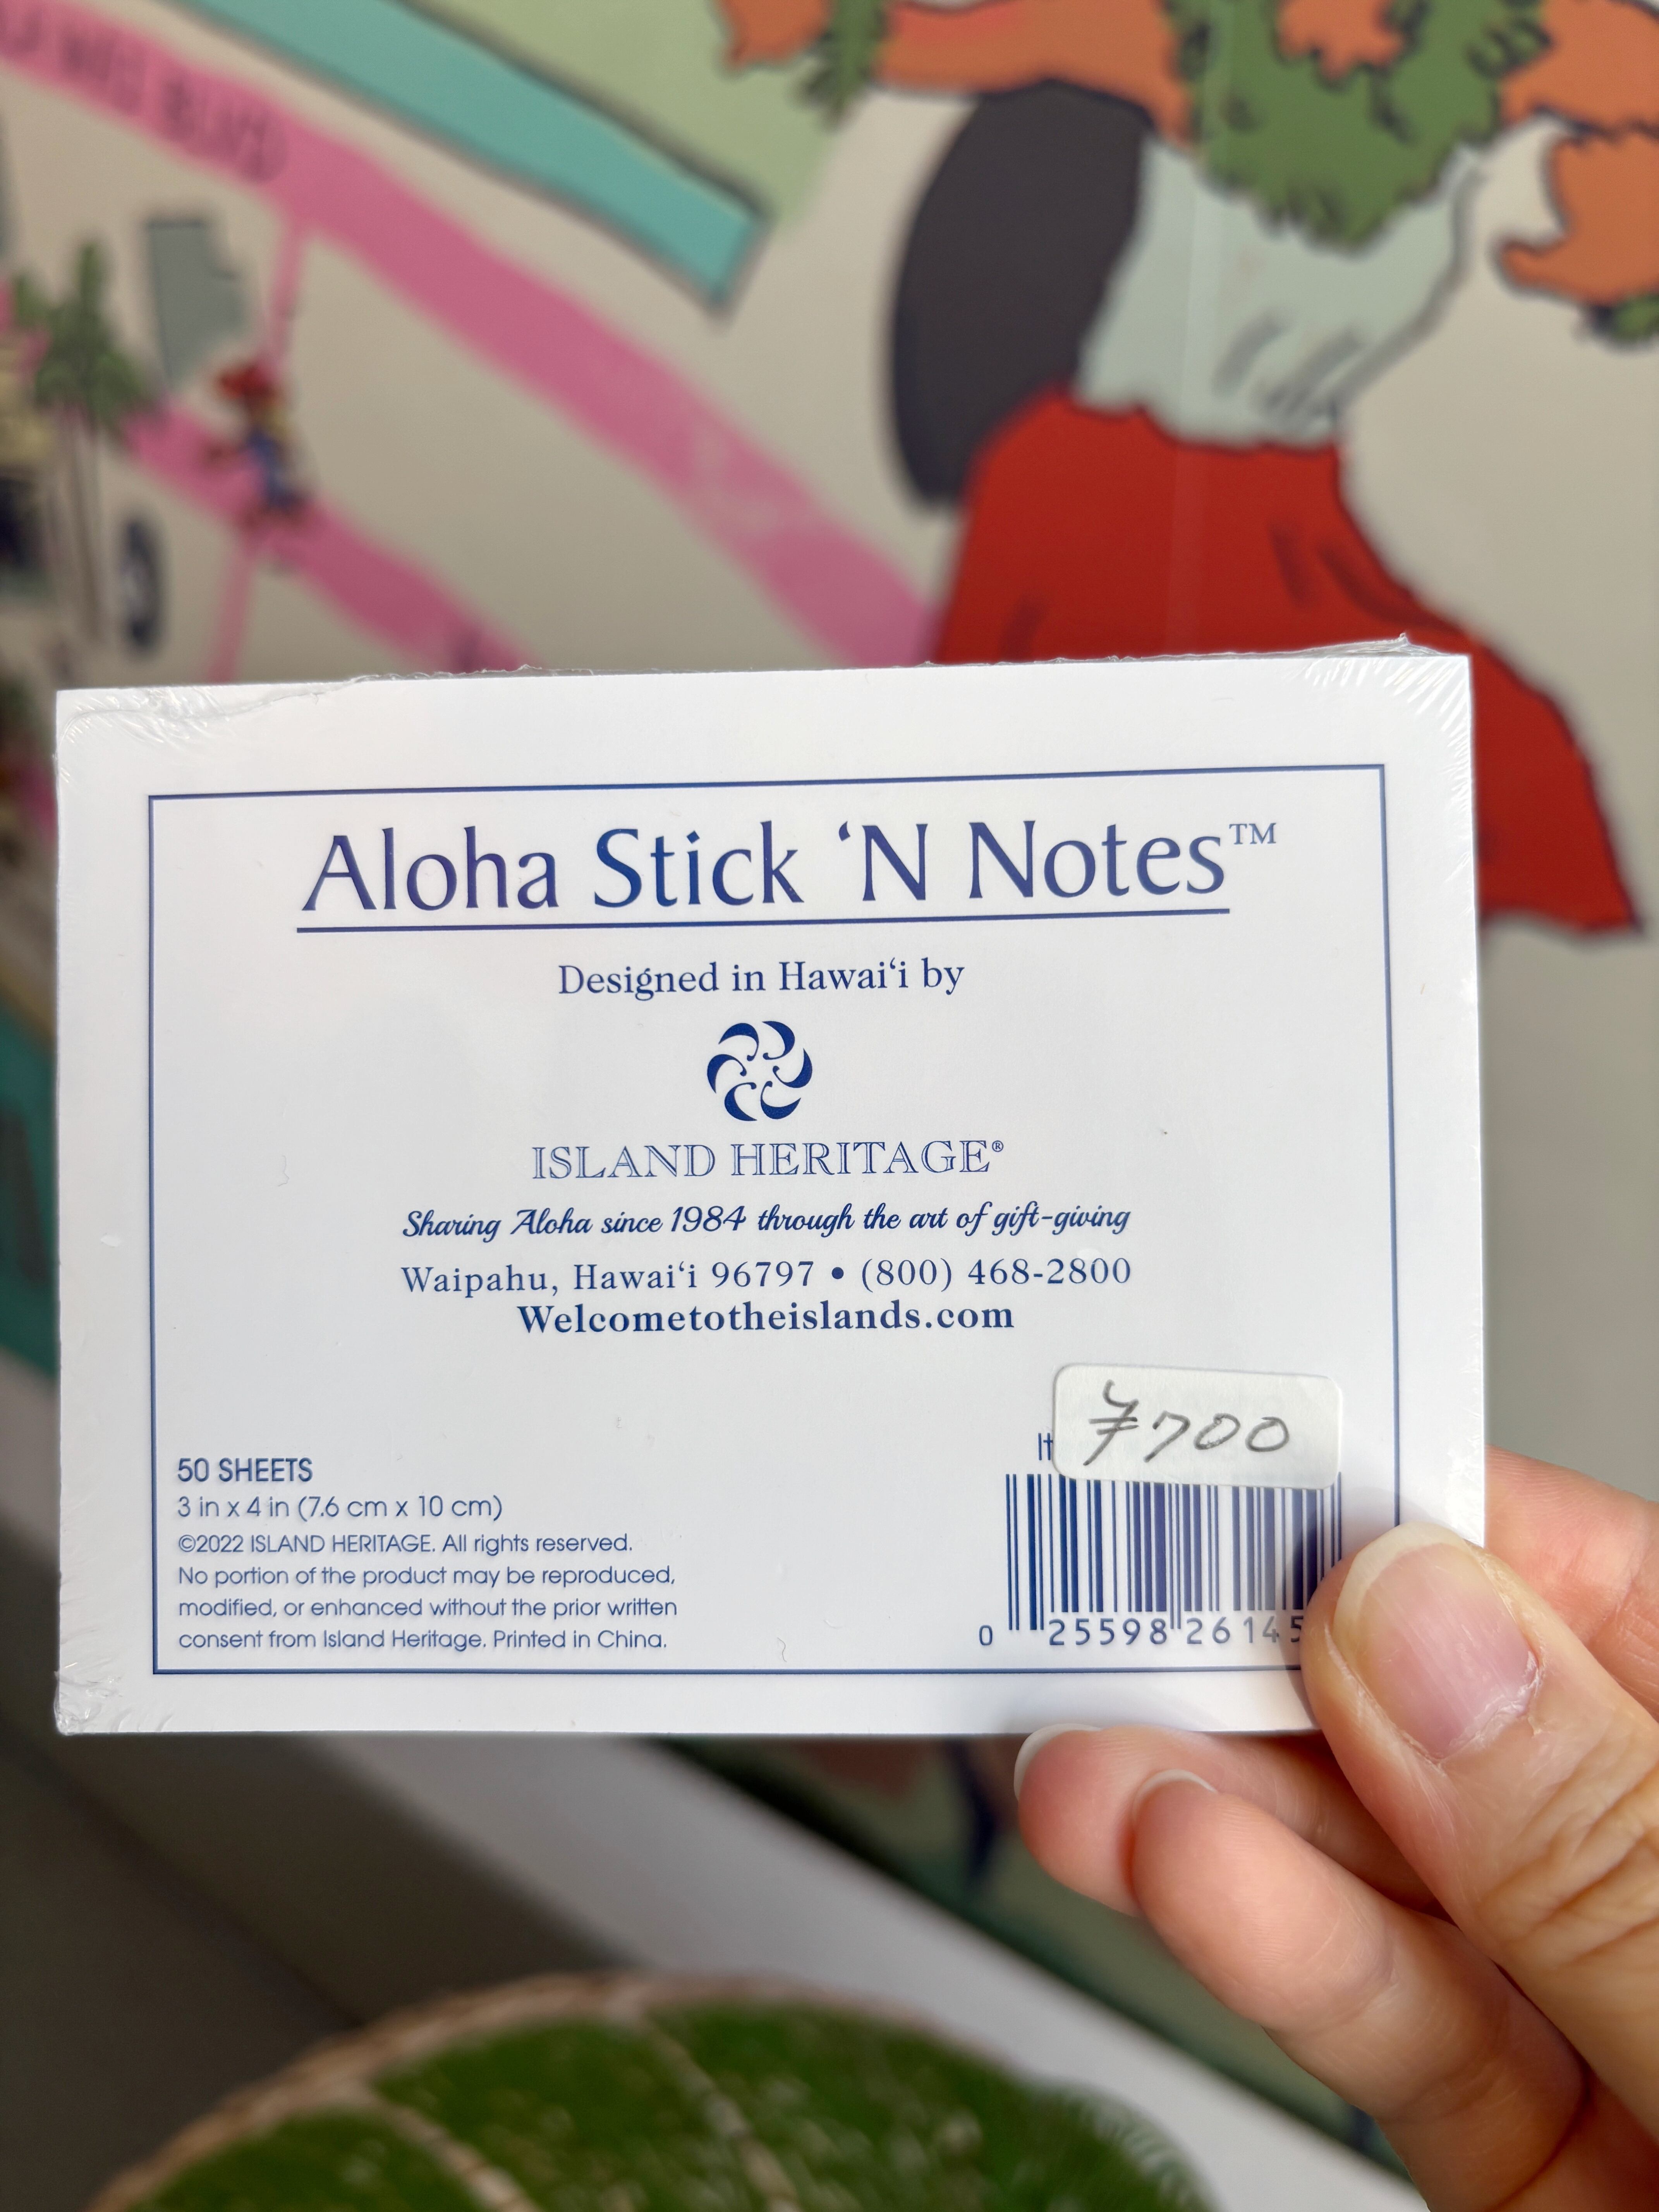 BLVD
Aloha Stick ‘N Notes™
Designed in Hawai‘i by
ISLAND HERITAGE®
Sharing Aloha since 1984 through the art of gift-giving
Waipahu, Hawai‘i 96797 • (800) 468-2800
Welcometotheislands.com
¥700
50 SHEETS
3 in x 4 in (7.6 cm x 10 cm)
©2022 ISLAND HERITAGE. All rights reserved.
No portion of the product may be reproduced,
modified, or enhanced without the prior written
consent from Island Heritage. Printed in China.
0 25598 26145